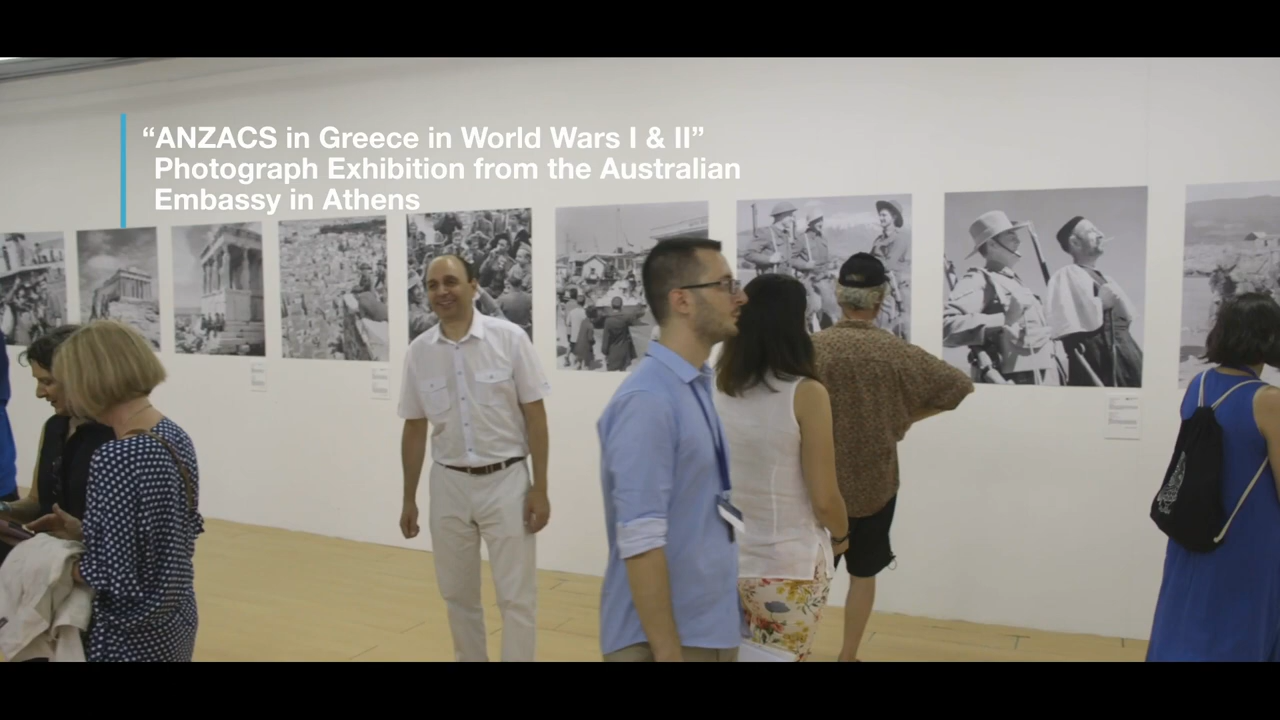 “ANZACS in Greece in World Wars I & II”
Photograph Exhibition from the Australian
Embassy in Athens